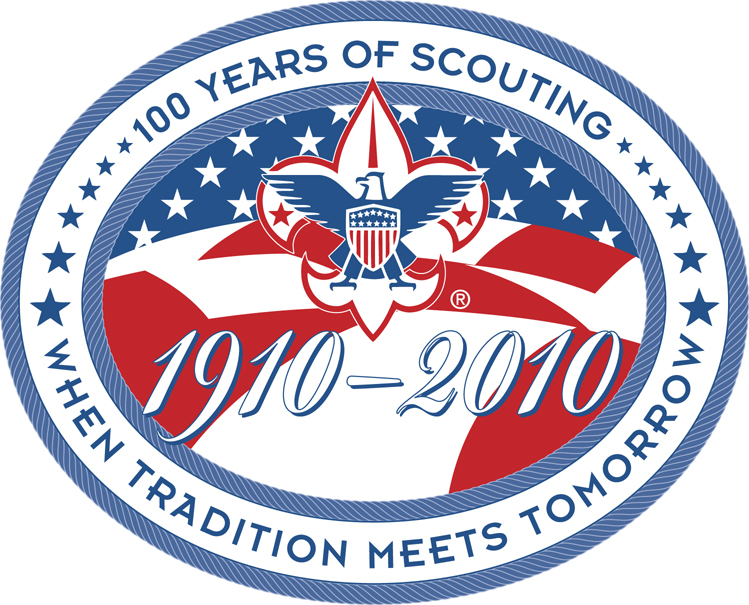 100 YEARS OF SCOUTING
®
1910-2010
WHEN TRADITION MEETS TOMORROW